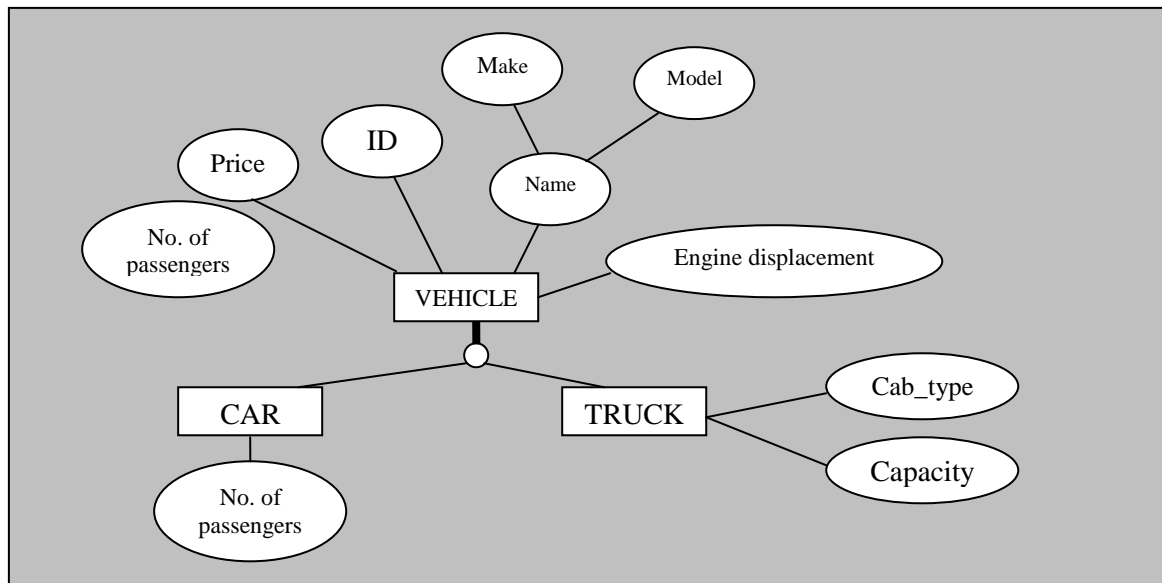 Make
Model
ID
Price
Name
No. of
passengers
Engine displacement
VEHICLE
Cab_type
CAR
TRUCK
Capacity
No. of
passengers